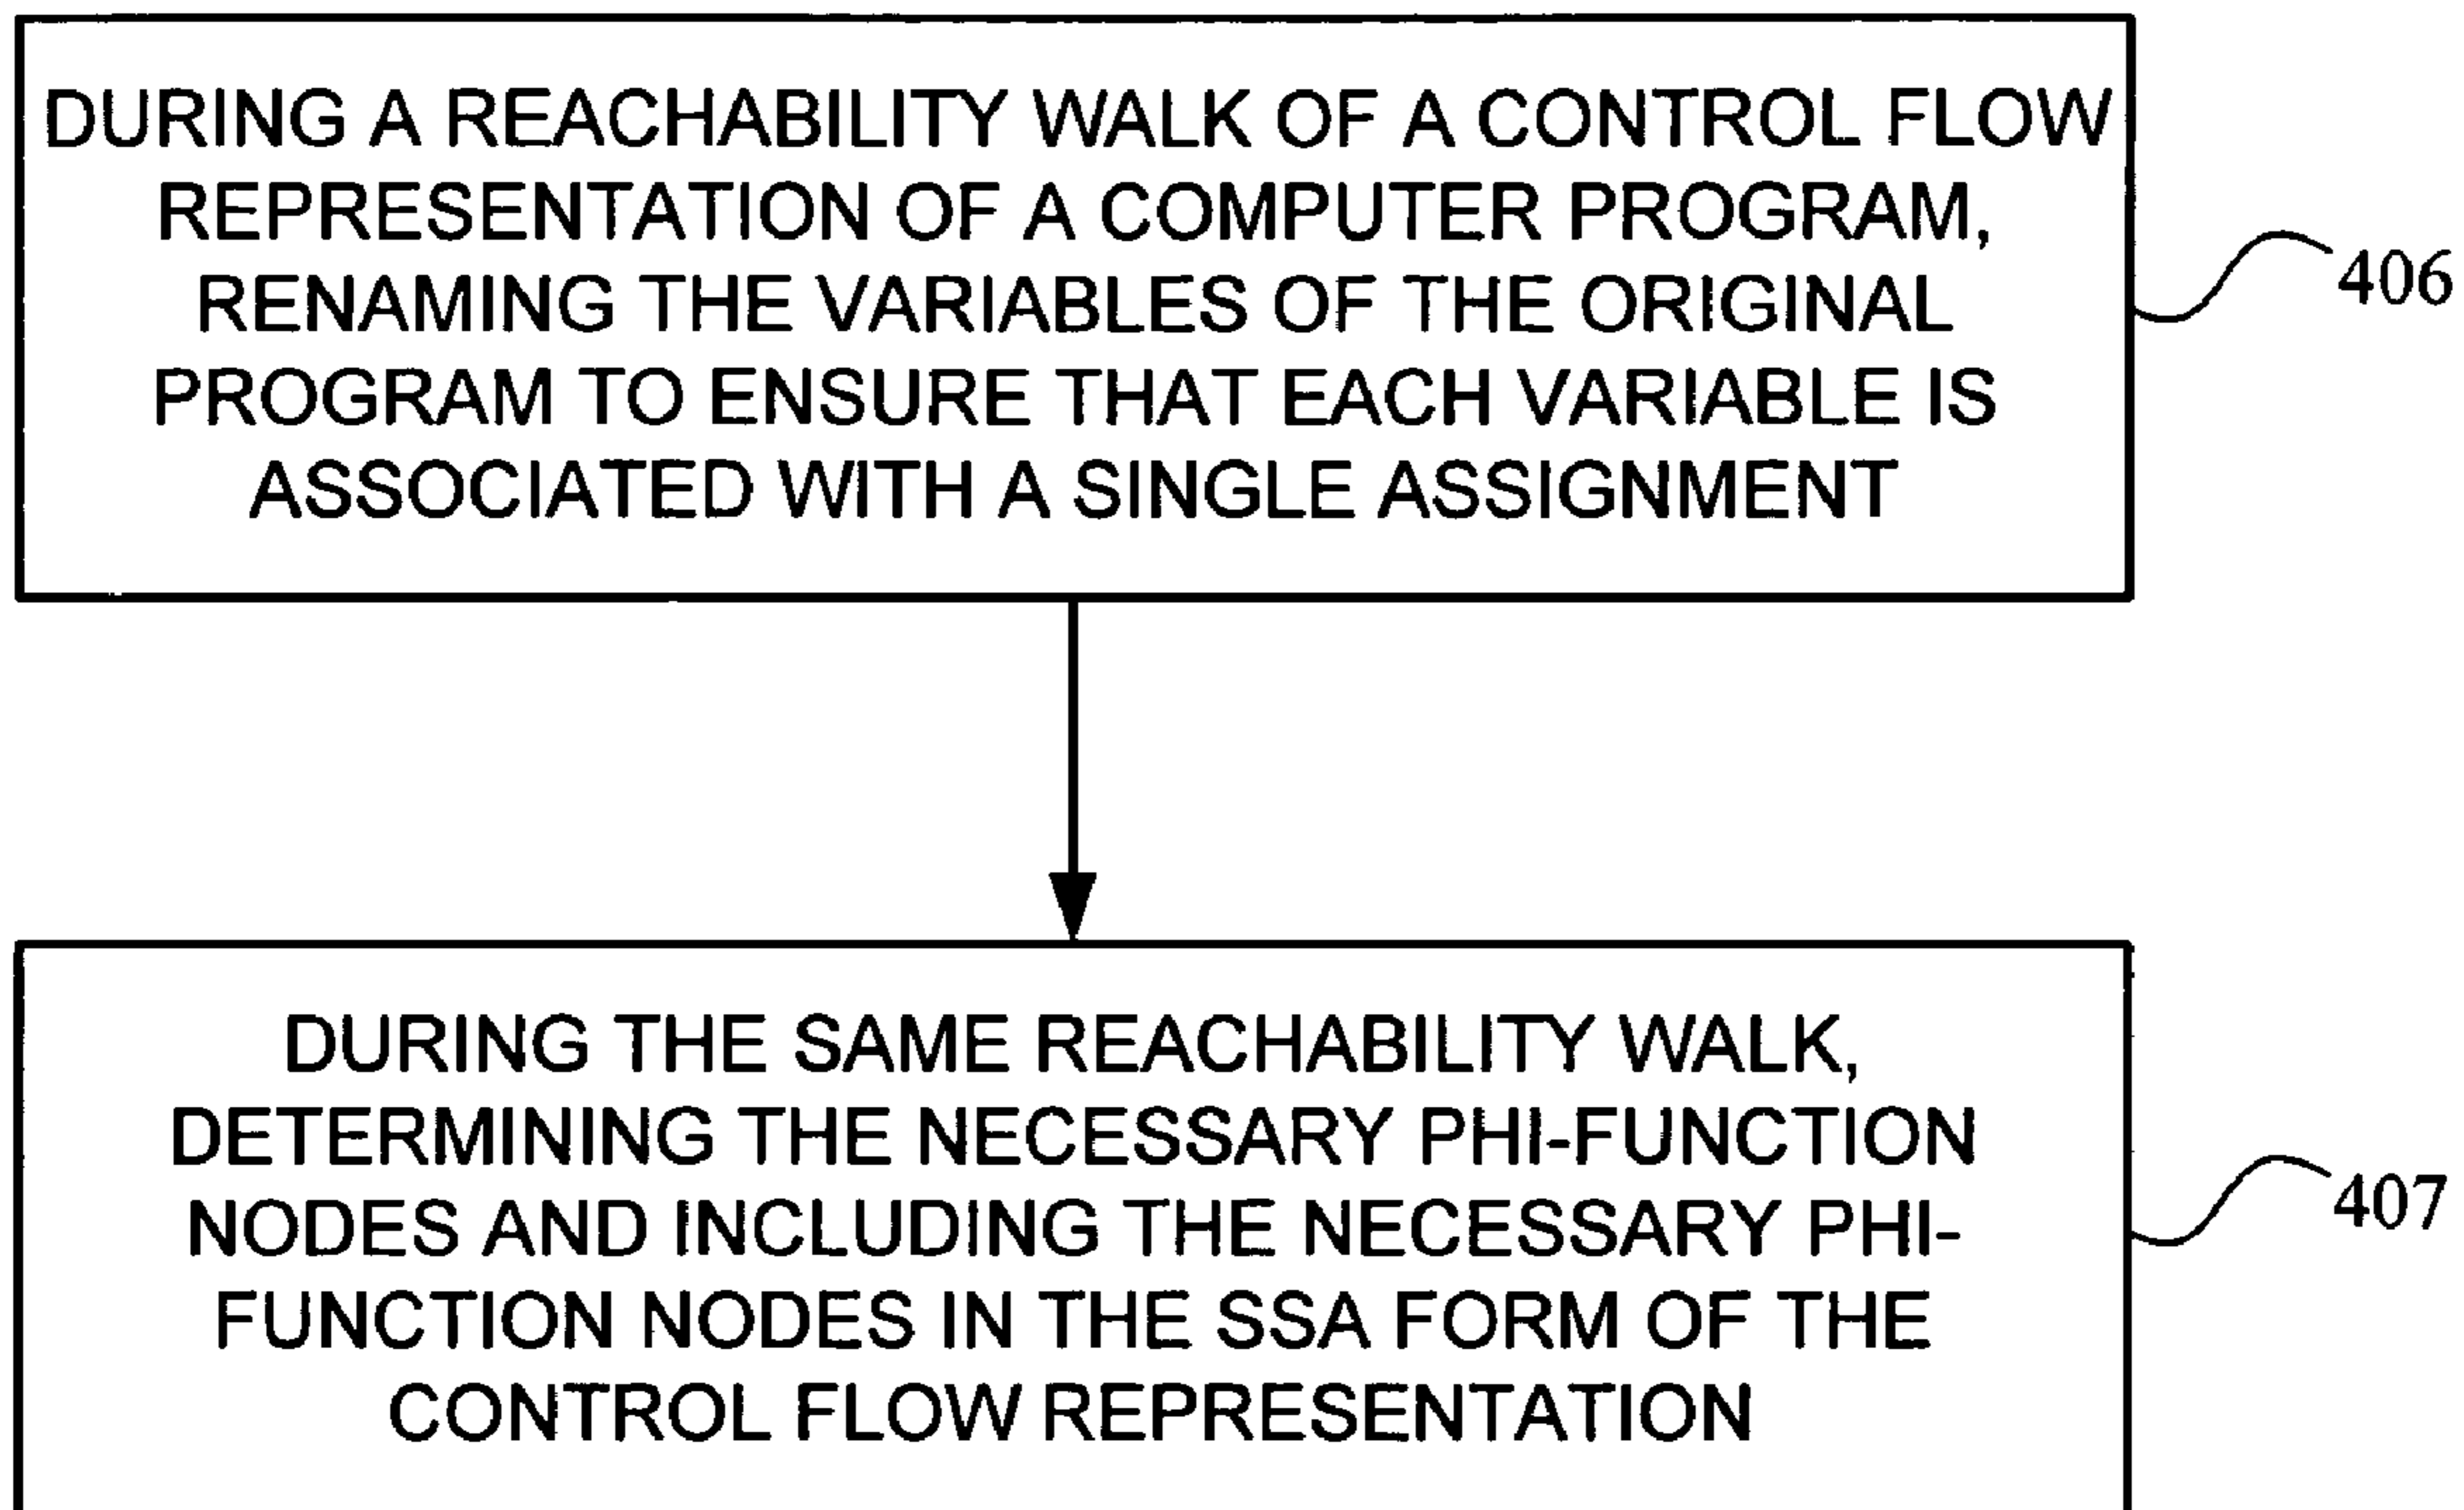 DURING A REACHABILITY WALK OF A CONTROL FLOW
REPRESENTATION OF A COMPUTER PROGRAM,
RENAMING THE VARIABLES OF THE ORIGINAL
PROGRAM TO ENSURE THAT EACH VARIABLE IS
ASSOCIATED WITH A SINGLE ASSIGNMENT
406
DURING THE SAME REACHABILITY WALK,
DETERMINING THE NECESSARY PHI-FUNCTION
NODES AND INCLUDING THE NECESSARY PHI-
FUNCTION NODES IN THE SSA FORM OF THE
CONTROL FLOW REPRESENTATION
407